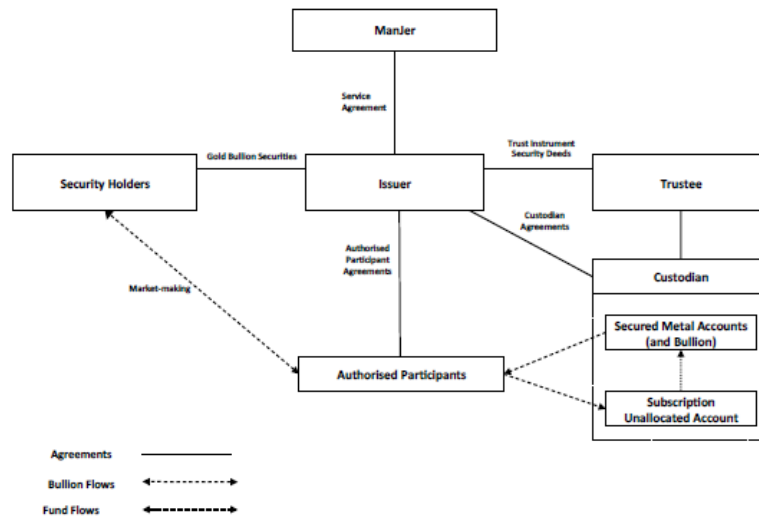 ManJer
Service
Agreement
Gold Bullion Securities
Trust Instrument
Security Deeds
Security Holders
Issuer
Trustee
Custodian
Agreements
Authorised
Participant
Agreements
Custodian
Market-making
Secured Metal Accounts
(and Bullion)
Authorised Participants
Subscription
Unallocated Account
Agreements
Bullion Flows
Fund Flows